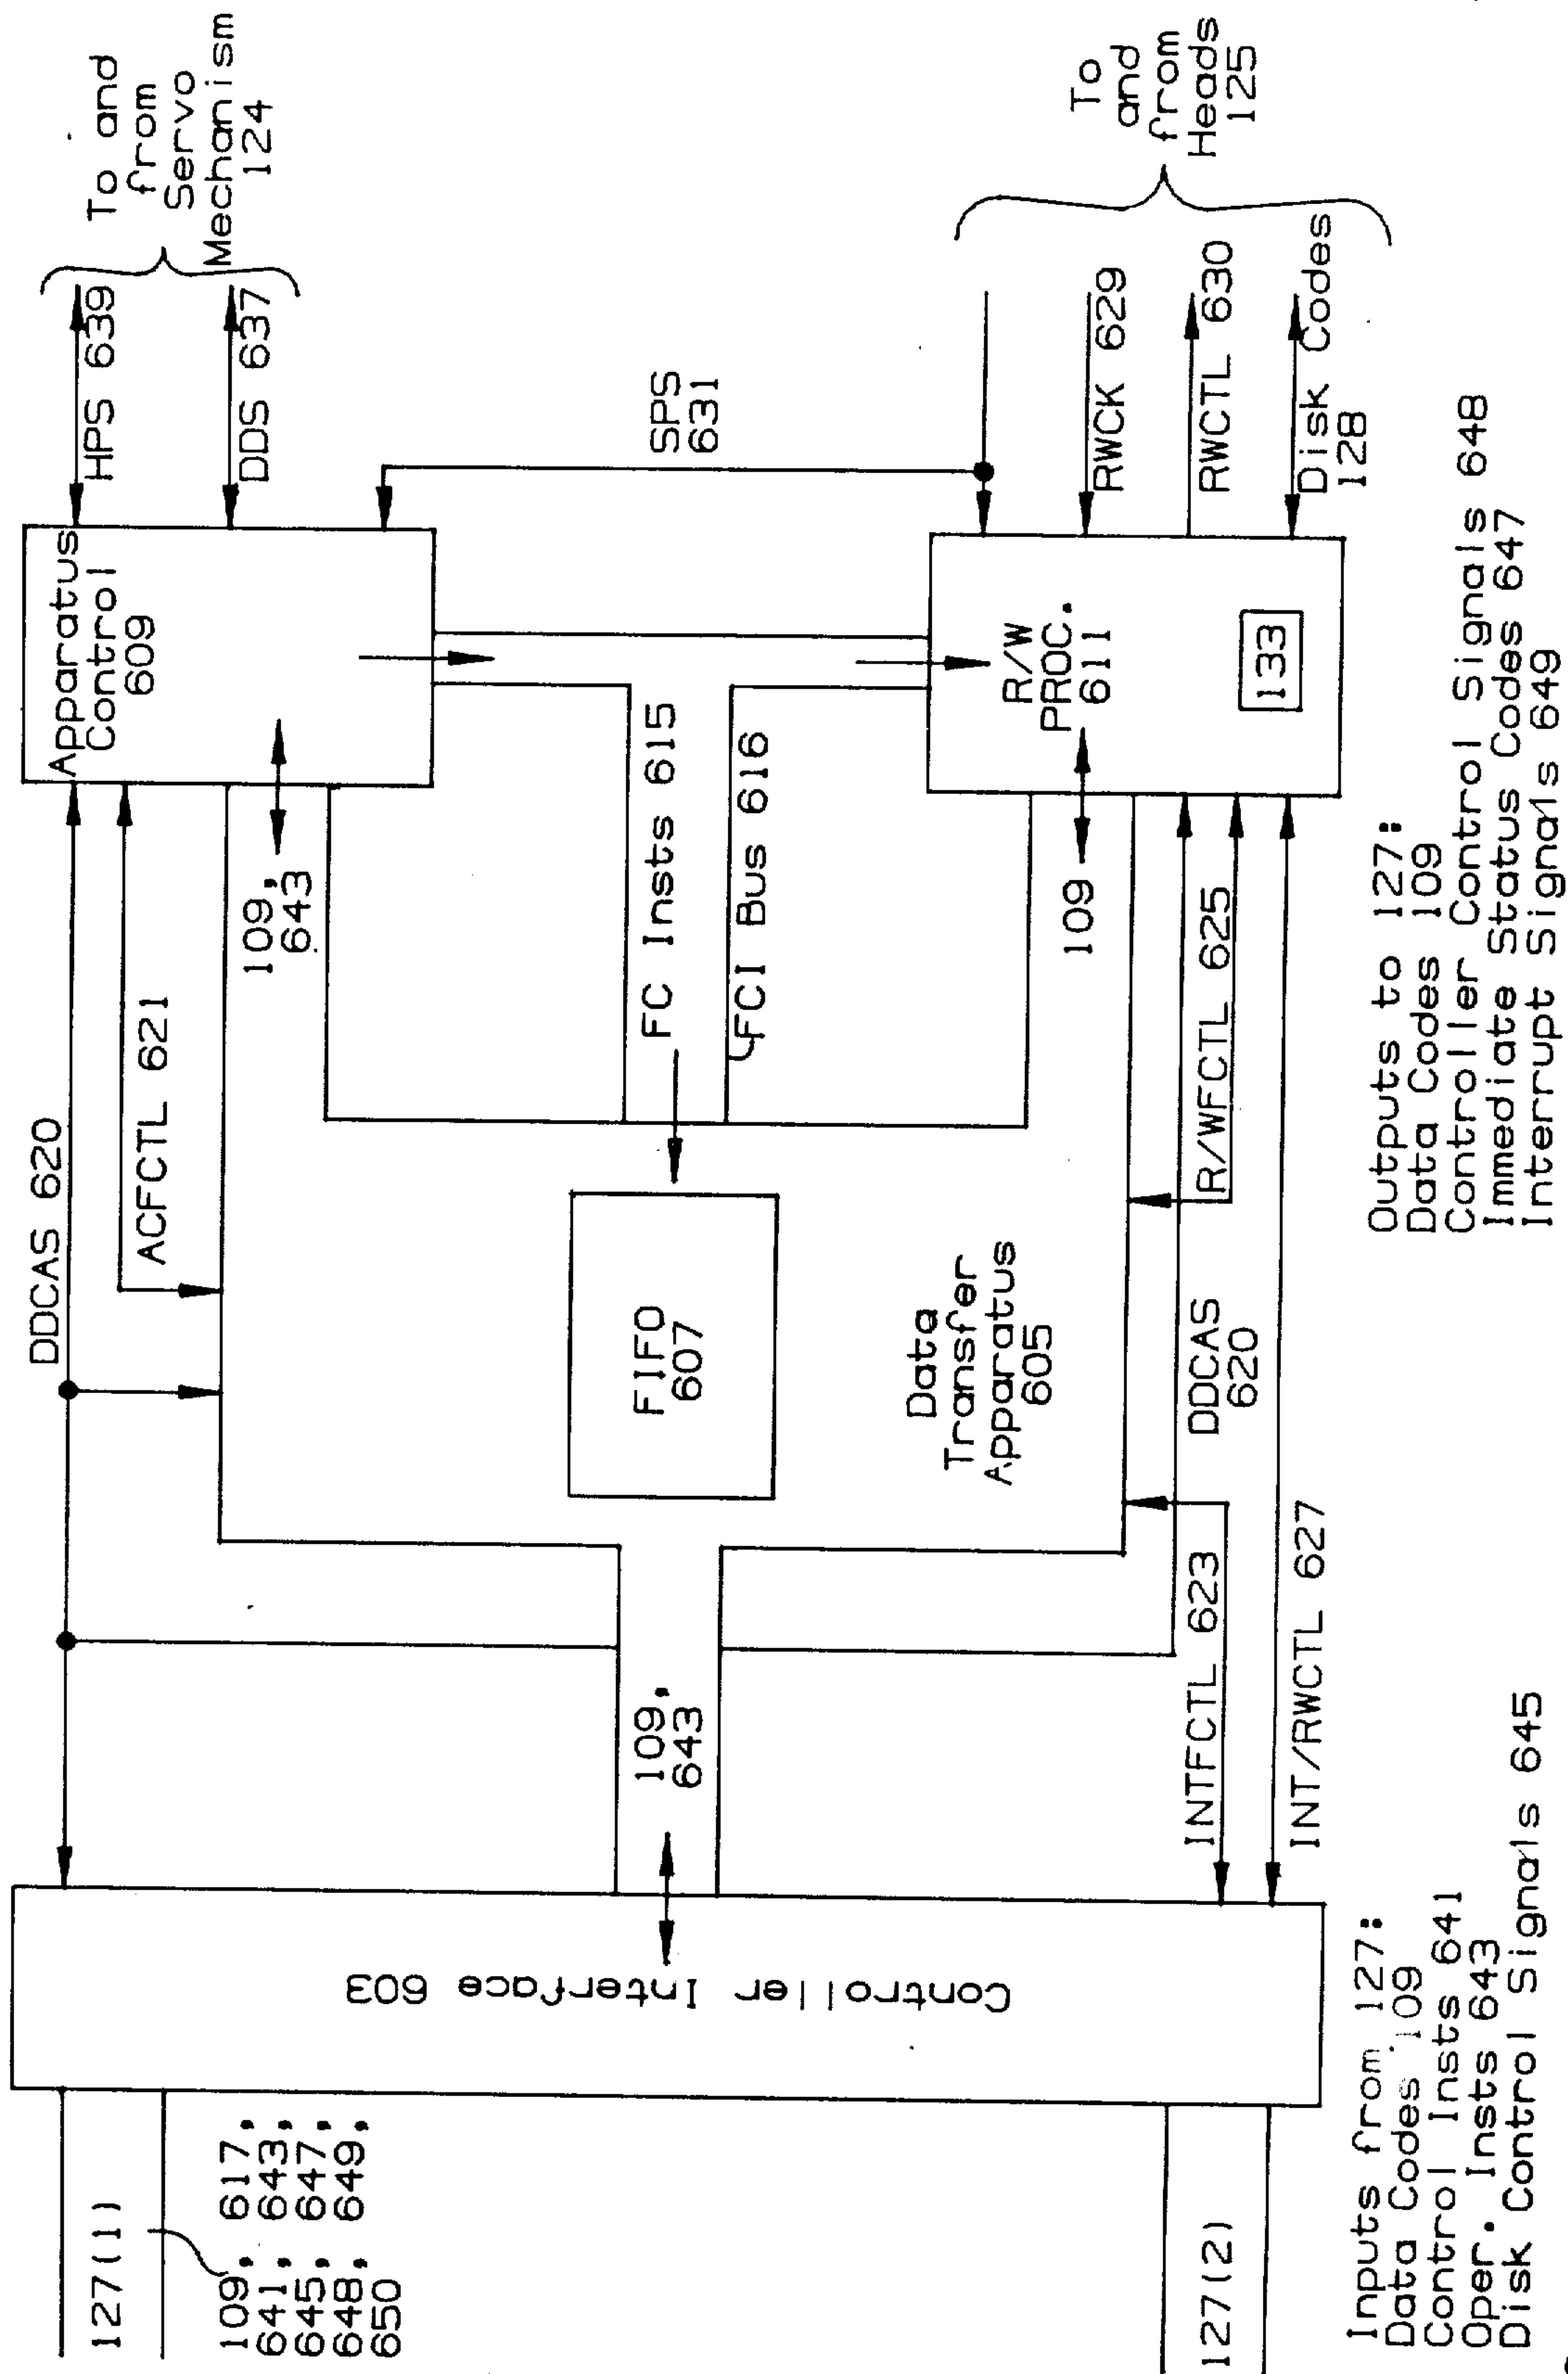 127(1)
109, 617,
641, 643,
645, 647,
648, 649,
650
127(2)
Controller Interface 603
109,
643
DDCAS 620
ACFCTL 621
FIFO
607
Data
Transfer
Apparatus
605
INTFCTL 623
INT/RWCTL 627
DDCAS
620
R/WFCTL 625
109,
643
FC Insts 615
FCI Bus 616
109
Apparatus
Control
609
R/W
PROC.
611
133
HPS 639
DDS 637
SPS
631
RWCK 629
RWCTL 630
Disk Codes
128
To and
from
Servo
Mechanism
124
To
and
from
Heads
125
Inputs from 127:
Data Codes 109
Control Insts 641
Oper. Insts 643
Disk Control Signals 645
Outputs to 127:
Data Codes 109
Controller Control Signals 648
Immediate Status Codes 647
Interrupt Signals 649